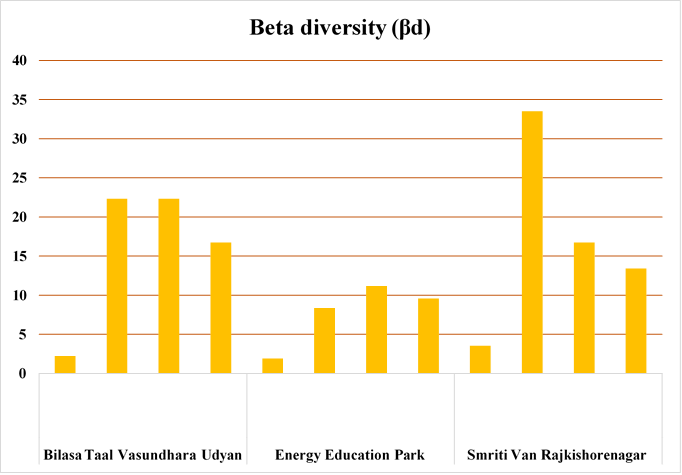 Beta diversity (βd)
40
35
30
25
20
15
10
5
0
Bilasa Taal Vasundhara Udyan
Energy Education Park
Smriti Van Rajkishorenagar